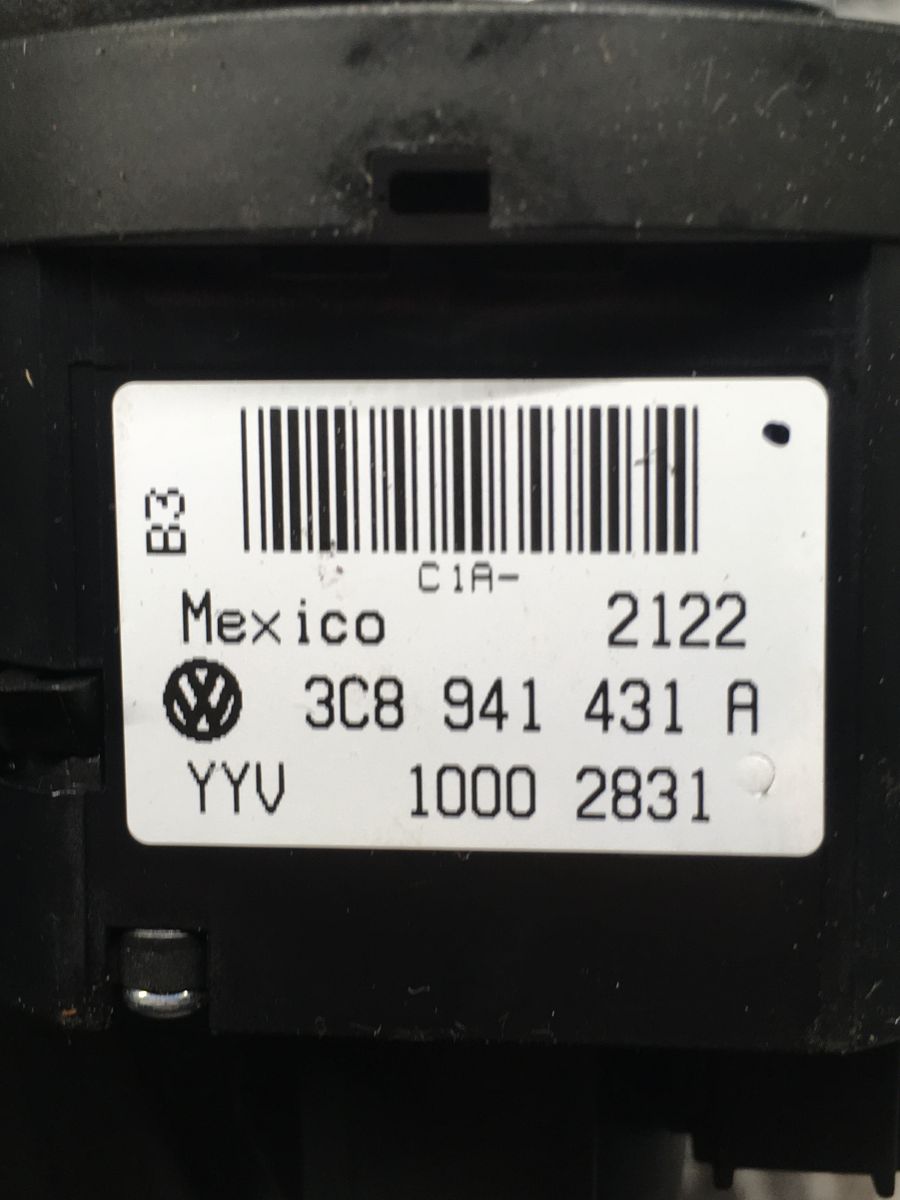 B3
C1A-
Mexico 2122
3C8 941 431 A
YYV 1000 2831